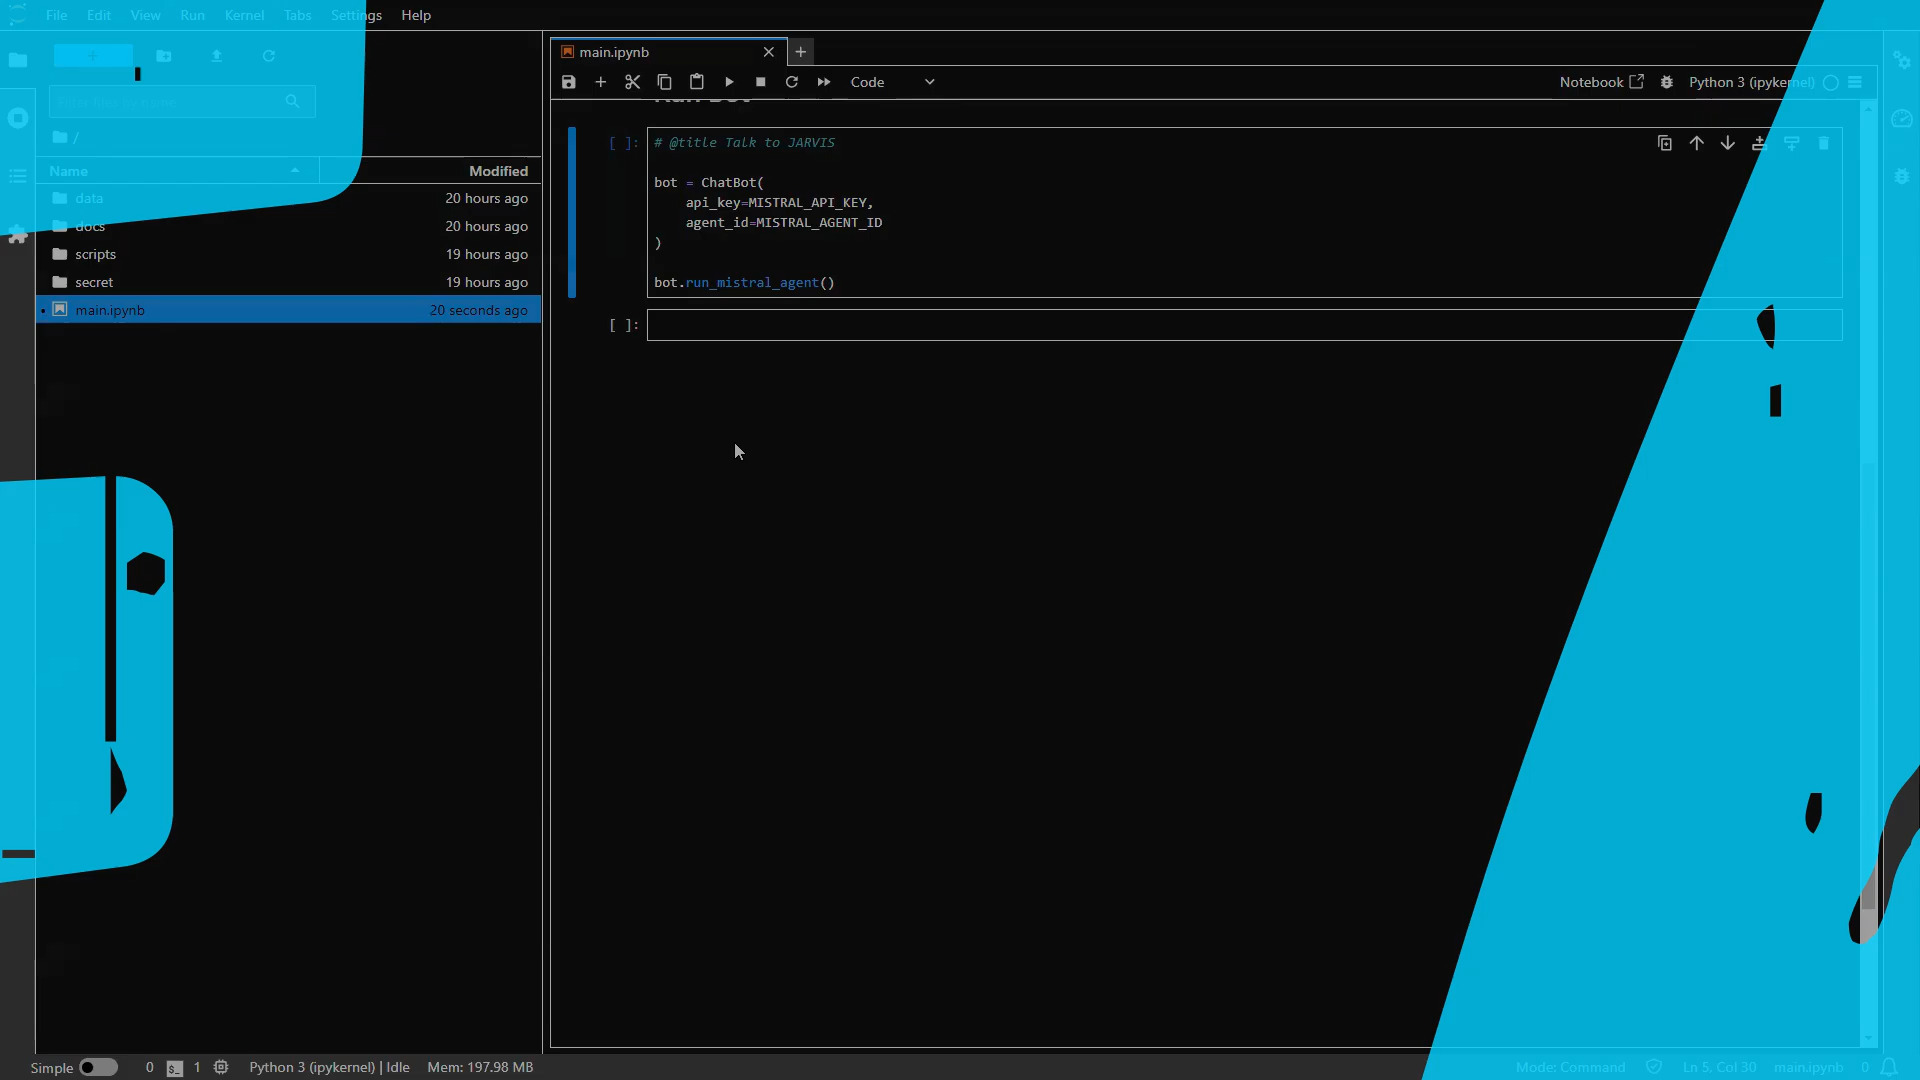 File Edit View Run Kernel Tabs Settings Help
main.ipynb
Code
Notebook
Python 3 (ipykernel)
/
Name Modified
data 20 hours ago
docs 20 hours ago
scripts 19 hours ago
secret 19 hours ago
main.ipynb 20 seconds ago
Run Bot
[ ]:
# @title Talk to JARVIS
bot = ChatBot(
api_key=MISTRAL_API_KEY,
agent_id=MISTRAL_AGENT_ID
)
bot.run_mistral_agent()
[ ]:
Simple 0 $_ 1 Python 3 (ipykernel) | Idle Mem: 197.98 MB
Mode: Command Ln 5, Col 30 main.ipynb 0